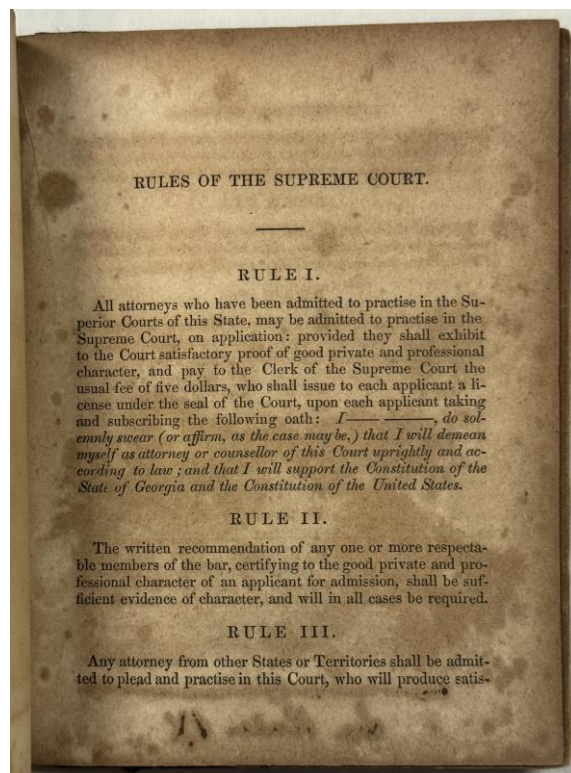 RULES OF THE SUPREME COURT.
RULE I.
All attorneys who have been admitted to practise in the Su-
perior Courts of this State, may be admitted to practise in the
Supreme Court, on application: provided they shall exhibit
to the Court satisfactory proof of good private and professional
character, and pay to the Clerk of the Supreme Court the
usual fee of five dollars, who shall issue to each applicant a li-
cense under the seal of the Court, upon each applicant taking
and subscribing the following oath: I—— ——, do sol-
emnly swear (or affirm, as the case may be,) that I will demean
myself as attorney or counsellor of this Court uprightly and ac-
cording to law; and that I will support the Constitution of the
State of Georgia and the Constitution of the United States.
RULE II.
The written recommendation of any one or more respecta-
ble members of the bar, certifying to the good private and pro-
fessional character of an applicant for admission, shall be suf-
ficient evidence of character, and will in all cases be required.
RULE III.
Any attorney from other States or Territories shall be admit-
ted to plead and practise in this Court, who will produce satis-